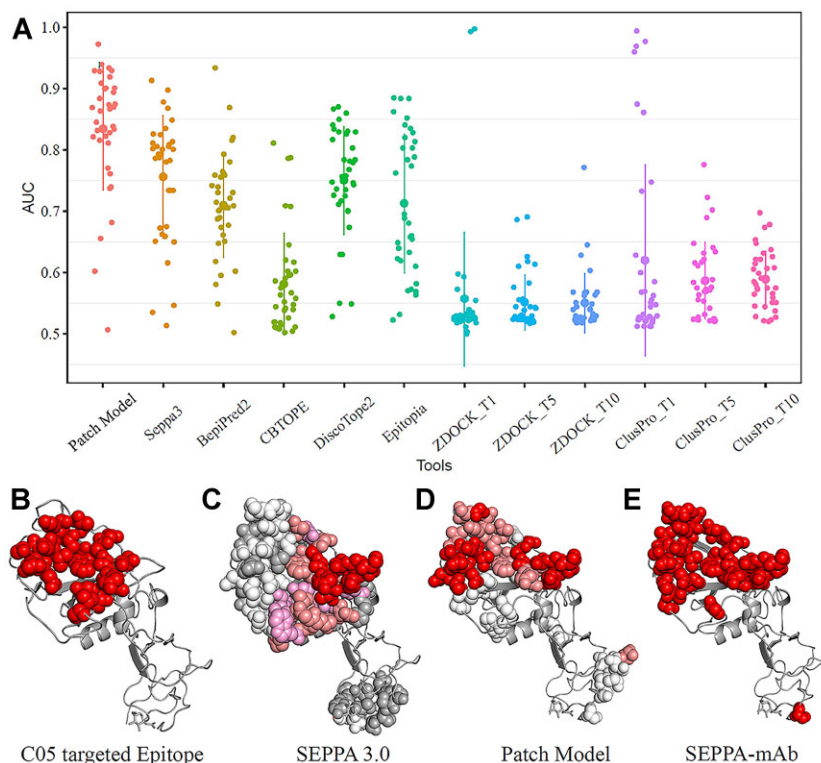 A
1.0
0.9
0.8
0.7
0.6
0.5
AUC
Patch Model
Seppa3
BepiPred2
CBTOPE
DiscoTope2
Epitopia
ZDOCK_T1
ZDOCK_T5
ZDOCK_T10
ClusPro_T1
ClusPro_T5
ClusPro_T10
Tools
B
C
D
E
C05 targeted Epitope
SEPPA 3.0
Patch Model
SEPPA-mAb